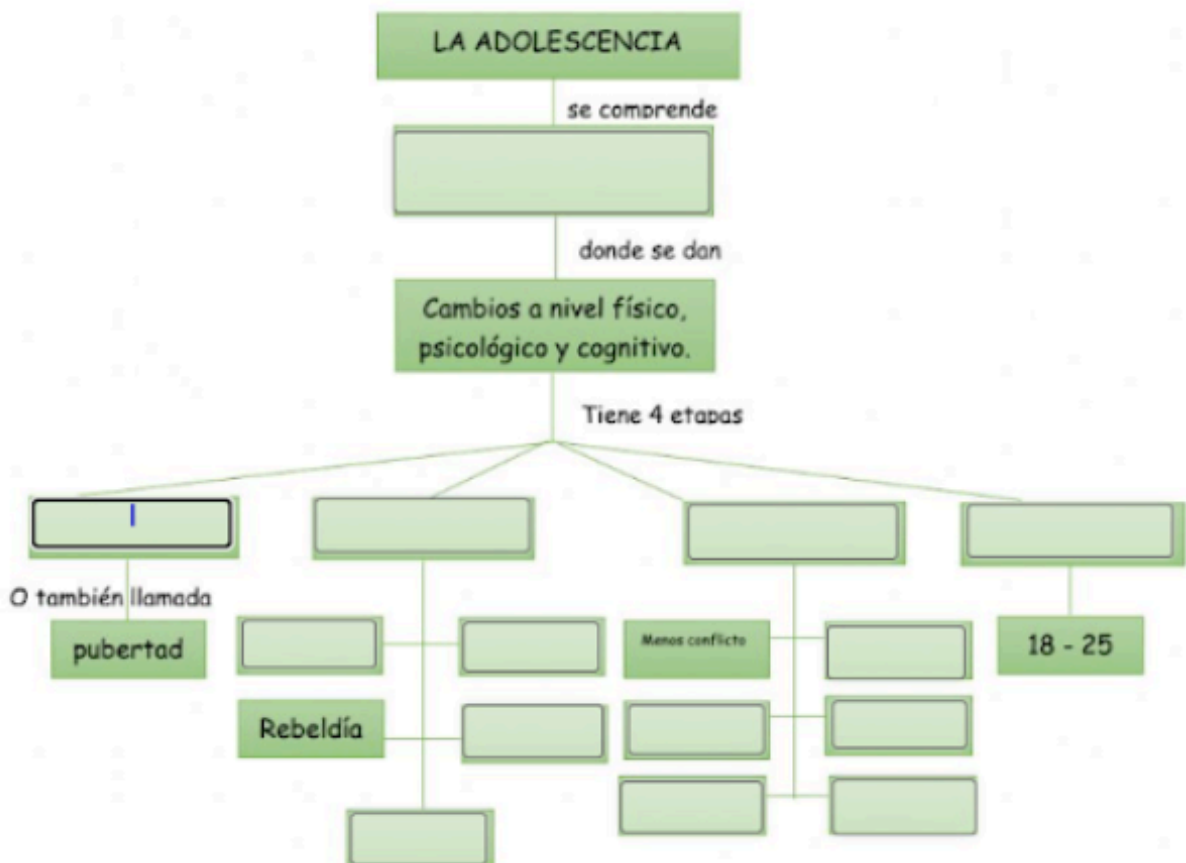 LA ADOLESCENCIA
se comprende
donde se dan
Cambios a nivel físico,
psicológico y cognitivo.
Tiene 4 etapas
O también llamada
pubertad
Menos conflicto
18 - 25
Rebeldía